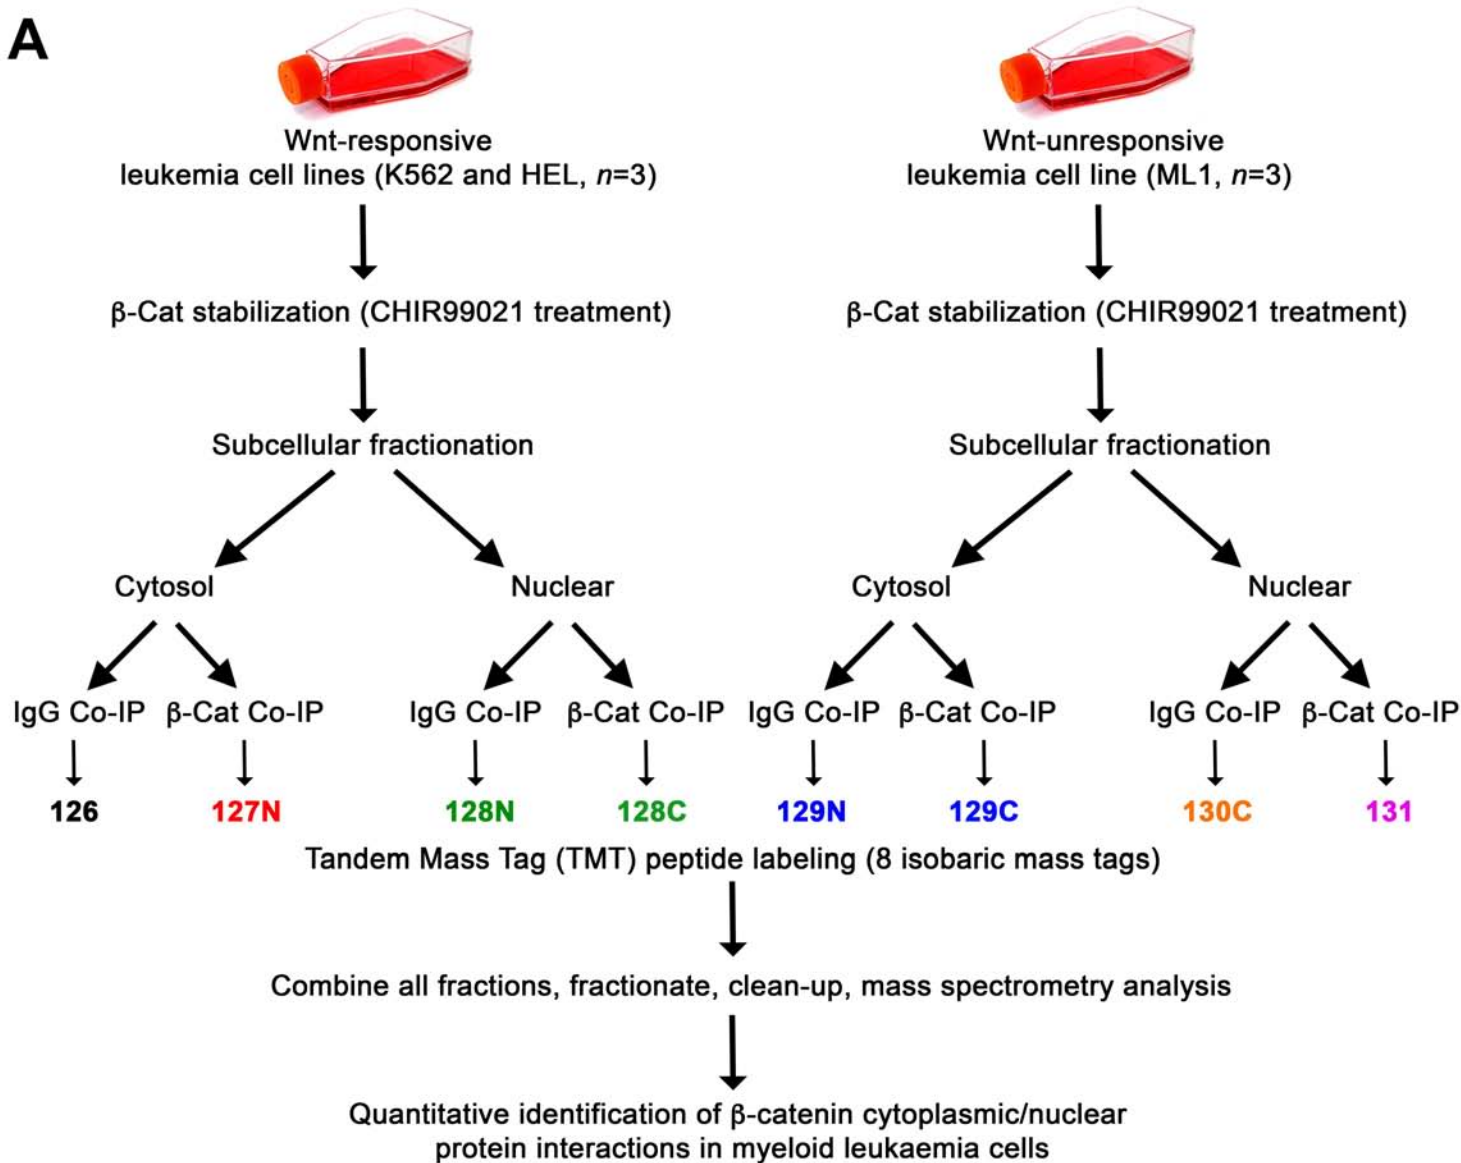 A
Wnt-responsive
leukemia cell lines (K562 and HEL, n=3)
Wnt-unresponsive
leukemia cell line (ML1, n=3)
β-Cat stabilization (CHIR99021 treatment)
β-Cat stabilization (CHIR99021 treatment)
Subcellular fractionation
Subcellular fractionation
Cytosol
Nuclear
Cytosol
Nuclear
IgG Co-IP
β-Cat Co-IP
IgG Co-IP
β-Cat Co-IP
IgG Co-IP
β-Cat Co-IP
IgG Co-IP
β-Cat Co-IP
126
127N
128N
128C
129N
129C
130C
131
Tandem Mass Tag (TMT) peptide labeling (8 isobaric mass tags)
Combine all fractions, fractionate, clean-up, mass spectrometry analysis
Quantitative identification of β-catenin cytoplasmic/nuclear
protein interactions in myeloid leukaemia cells